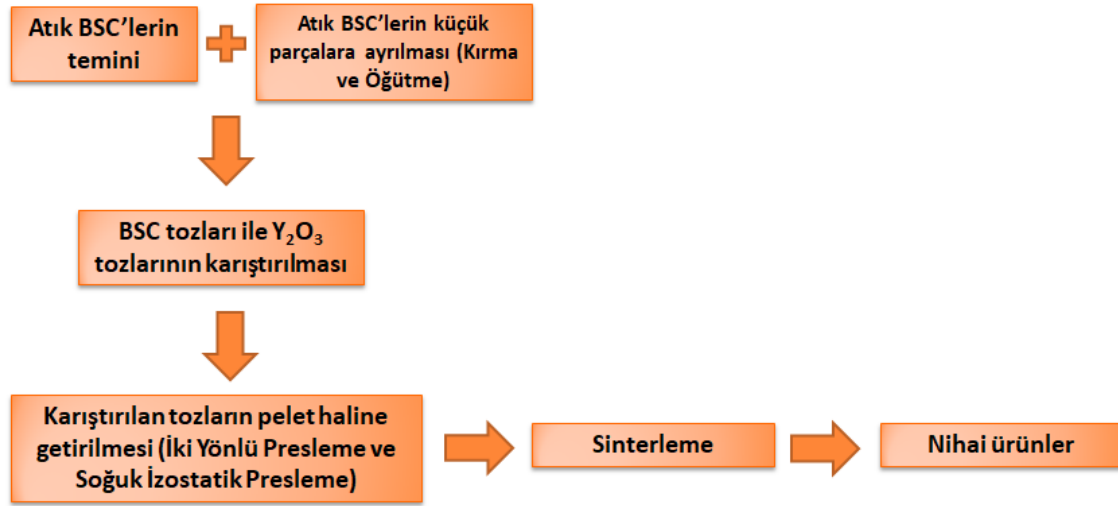 Atık BSC’lerin
temini
Atık BSC’lerin küçük
parçalara ayrılması (Kırma
ve Öğütme)
BSC tozları ile Y₂O₃
tozlarının karıştırılması
Karıştırılan tozların pelet haline
getirilmesi (İki Yönlü Presleme ve
Soğuk İzostatik Presleme)
Sinterleme
Nihai ürünler